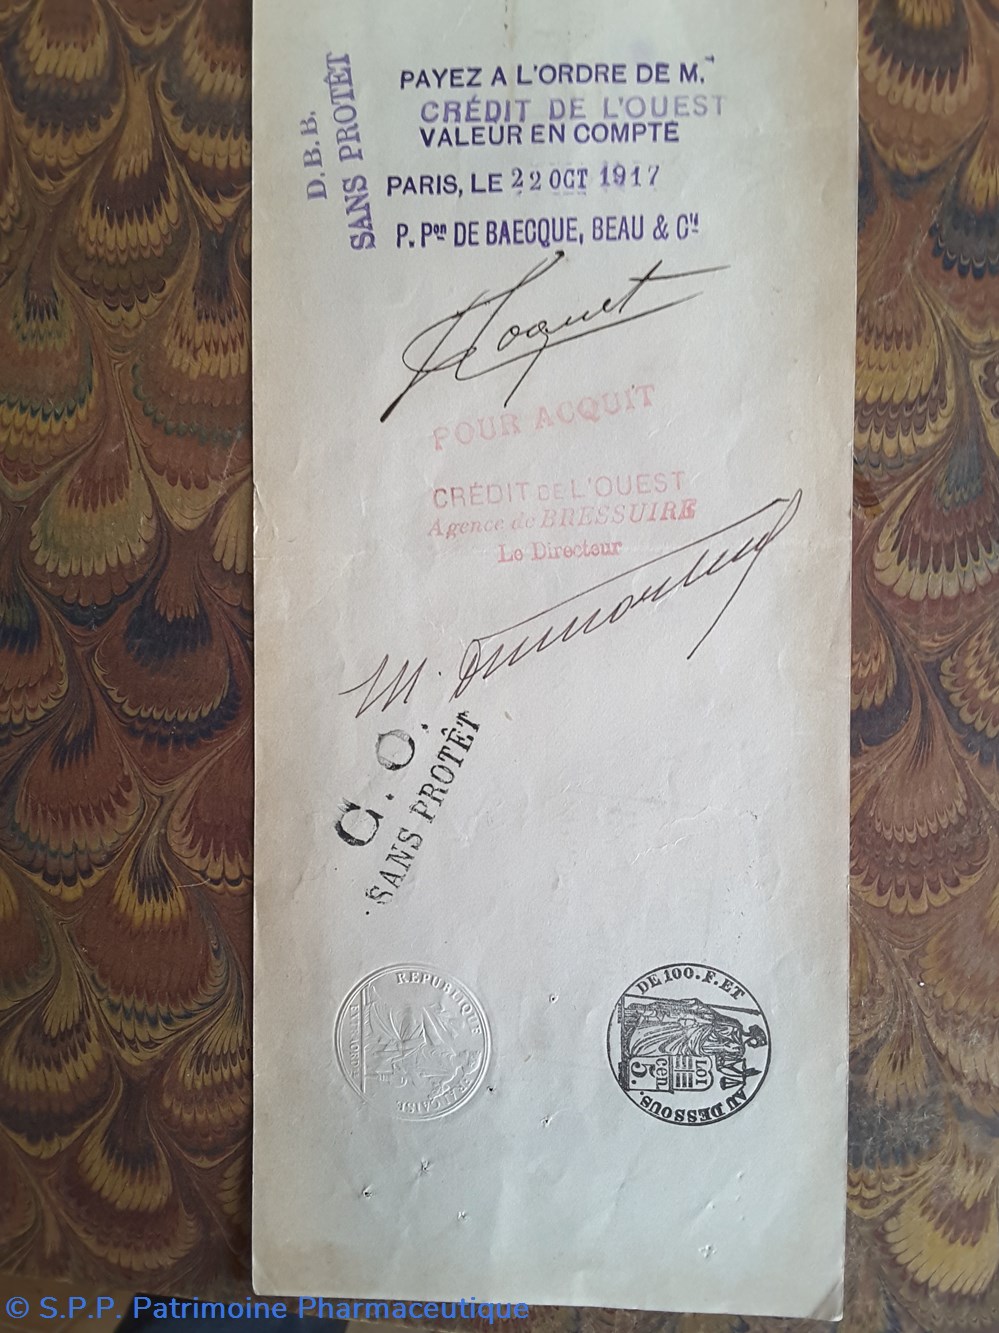 D. B. B.
SANS PROTÊT
PAYEZ A L'ORDRE DE M.
CRÉDIT DE L'OUEST
VALEUR EN COMPTE
PARIS, LE 22 OCT 1917
P. Pon DE BAECQUE, BEAU & Cie
POUR ACQUIT
CRÉDIT DE L'OUEST
Agence de BRESSUIRE
Le Directeur
C. O.
SANS PROTÊT
REPUBLIQUE FRANÇAISE
DE 100.F. ET
AU DESSOUS.
LOI
5. cen
© S.P.P. Patrimoine Pharmaceutique